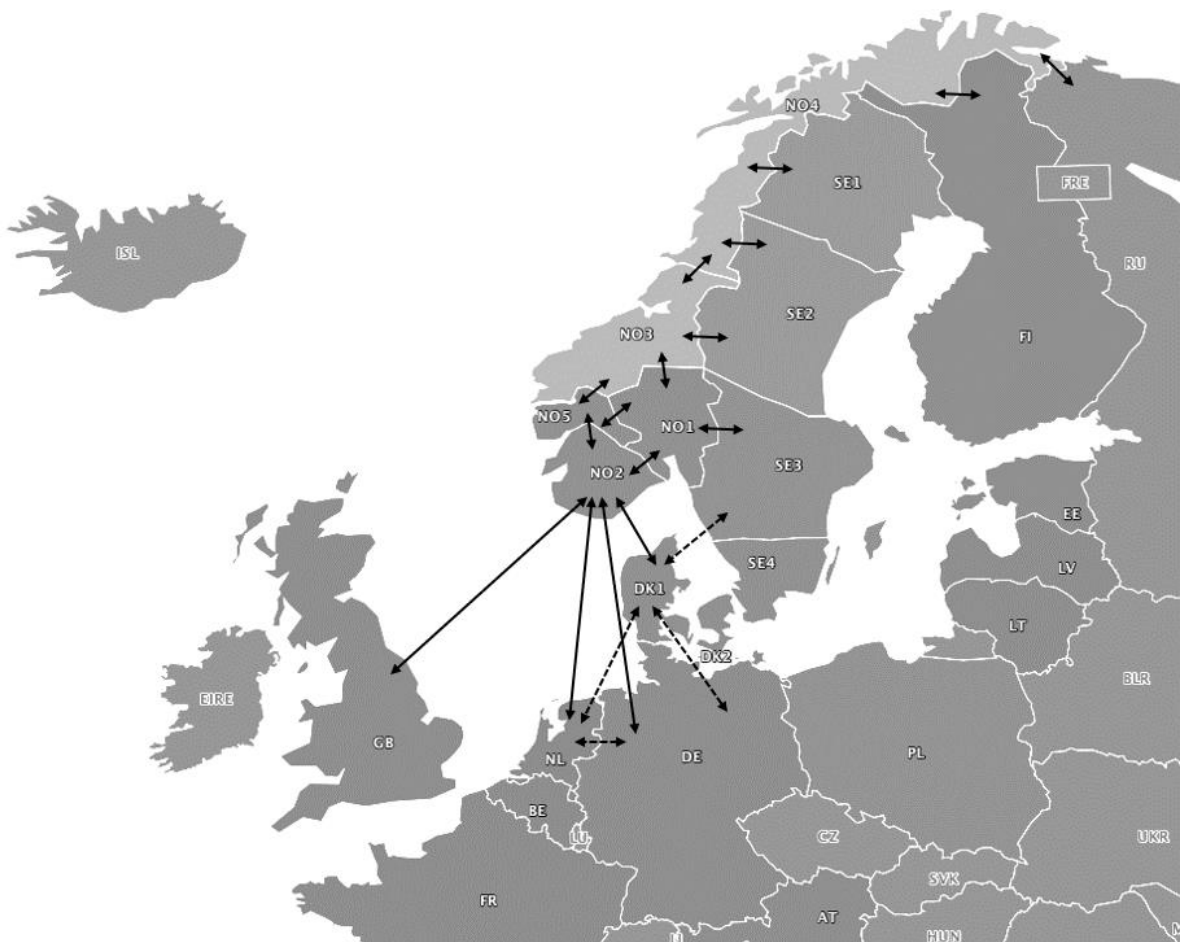 NO4
SE1
FRE
ISL
RU
SE2
NO3
FI
NO5
NO1
NO2
SE3
EE
SE4
LV
DK1
LT
DK2
BLR
EIRE
GB
NL
DE
PL
BE
LU
CZ
UKR
SVK
FR
AT
HUN